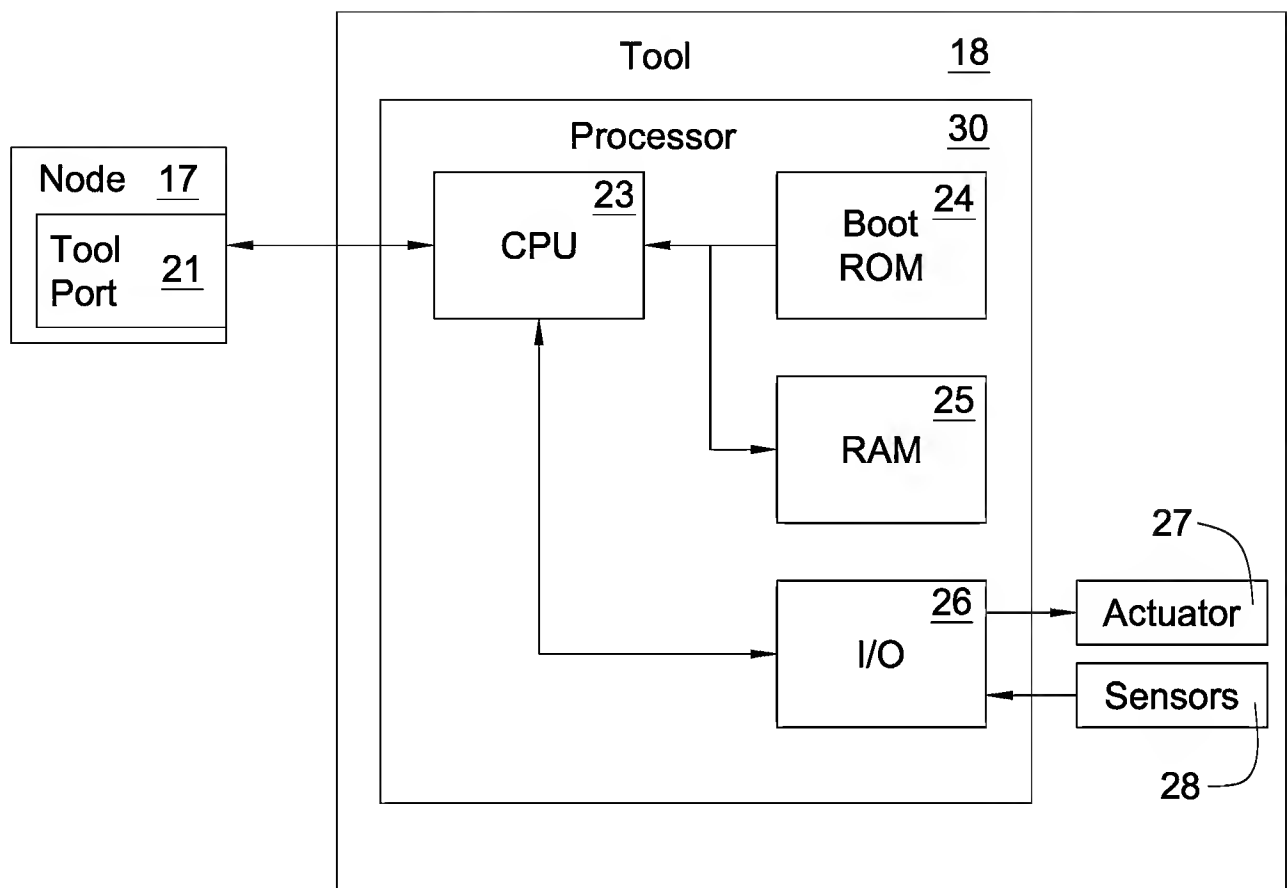 Tool 18
Processor 30
Node 17
Tool
Port
21
CPU 23
Boot
ROM
24
RAM 25
I/O 26
27
Actuator
Sensors
28